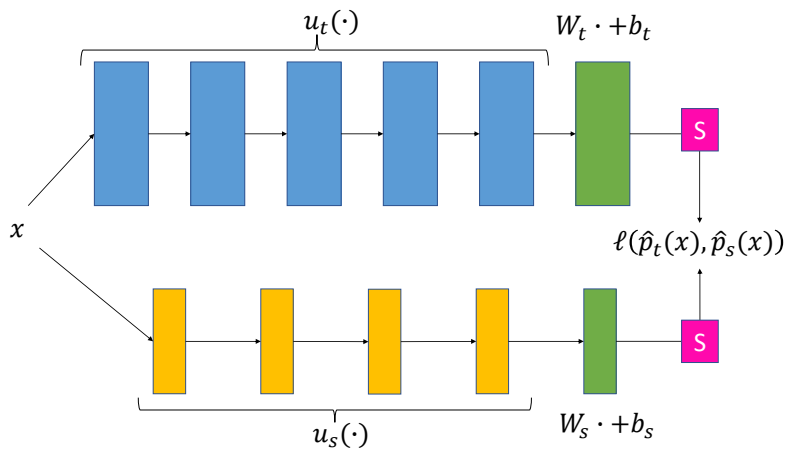 u_t(·)
W_t · +b_t
S
x
ℓ(p̂_t(x), p̂_s(x))
S
u_s(·)
W_s · +b_s